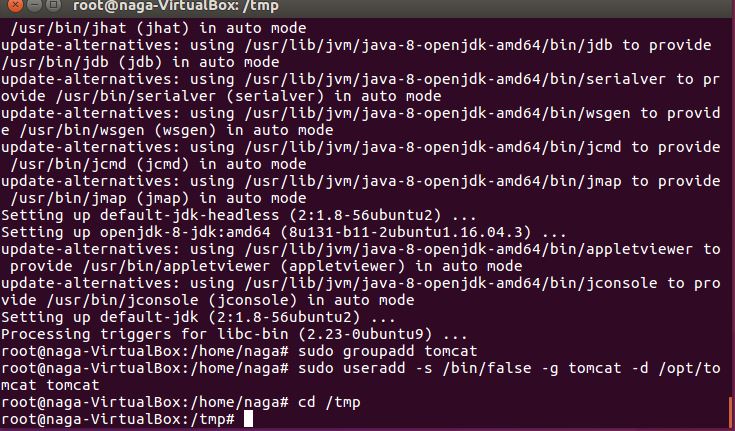 root@naga-VirtualBox: /tmp
/usr/bin/jhat (jhat) in auto mode
update-alternatives: using /usr/lib/jvm/java-8-openjdk-amd64/bin/jdb to provide
/usr/bin/jdb (jdb) in auto mode
update-alternatives: using /usr/lib/jvm/java-8-openjdk-amd64/bin/serialver to pr
ovide /usr/bin/serialver (serialver) in auto mode
update-alternatives: using /usr/lib/jvm/java-8-openjdk-amd64/bin/wsgen to provid
e /usr/bin/wsgen (wsgen) in auto mode
update-alternatives: using /usr/lib/jvm/java-8-openjdk-amd64/bin/jcmd to provide
/usr/bin/jcmd (jcmd) in auto mode
update-alternatives: using /usr/lib/jvm/java-8-openjdk-amd64/bin/jmap to provide
/usr/bin/jmap (jmap) in auto mode
Setting up default-jdk-headless (2:1.8-56ubuntu2) ...
Setting up openjdk-8-jdk:amd64 (8u131-b11-2ubuntu1.16.04.3) ...
update-alternatives: using /usr/lib/jvm/java-8-openjdk-amd64/bin/appletviewer to
provide /usr/bin/appletviewer (appletviewer) in auto mode
update-alternatives: using /usr/lib/jvm/java-8-openjdk-amd64/bin/jconsole to pro
vide /usr/bin/jconsole (jconsole) in auto mode
Setting up default-jdk (2:1.8-56ubuntu2) ...
Processing triggers for libc-bin (2.23-0ubuntu9) ...
root@naga-VirtualBox:/home/naga# sudo groupadd tomcat
root@naga-VirtualBox:/home/naga# sudo useradd -s /bin/false -g tomcat -d /opt/to
mcat tomcat
root@naga-VirtualBox:/home/naga# cd /tmp
root@naga-VirtualBox:/tmp#